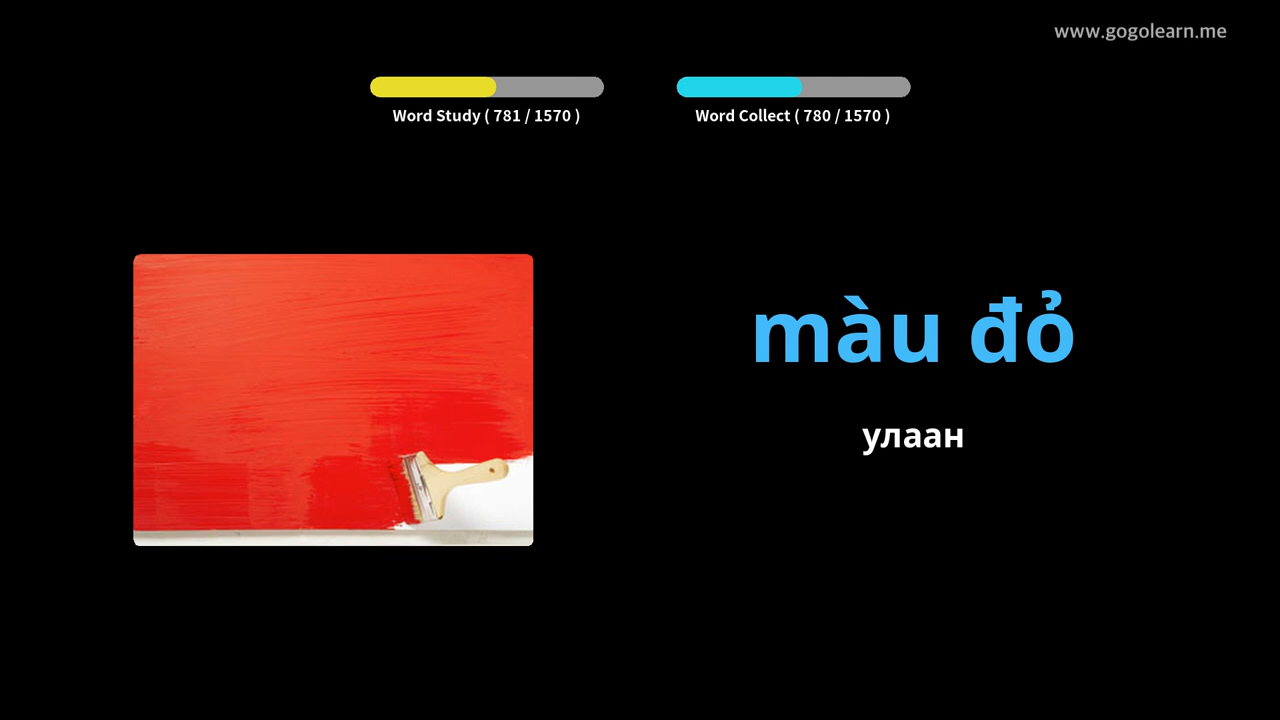 www.gogolearn.me
Word Study ( 781 / 1570 )
Word Collect ( 780 / 1570 )
màu đỏ
улаан